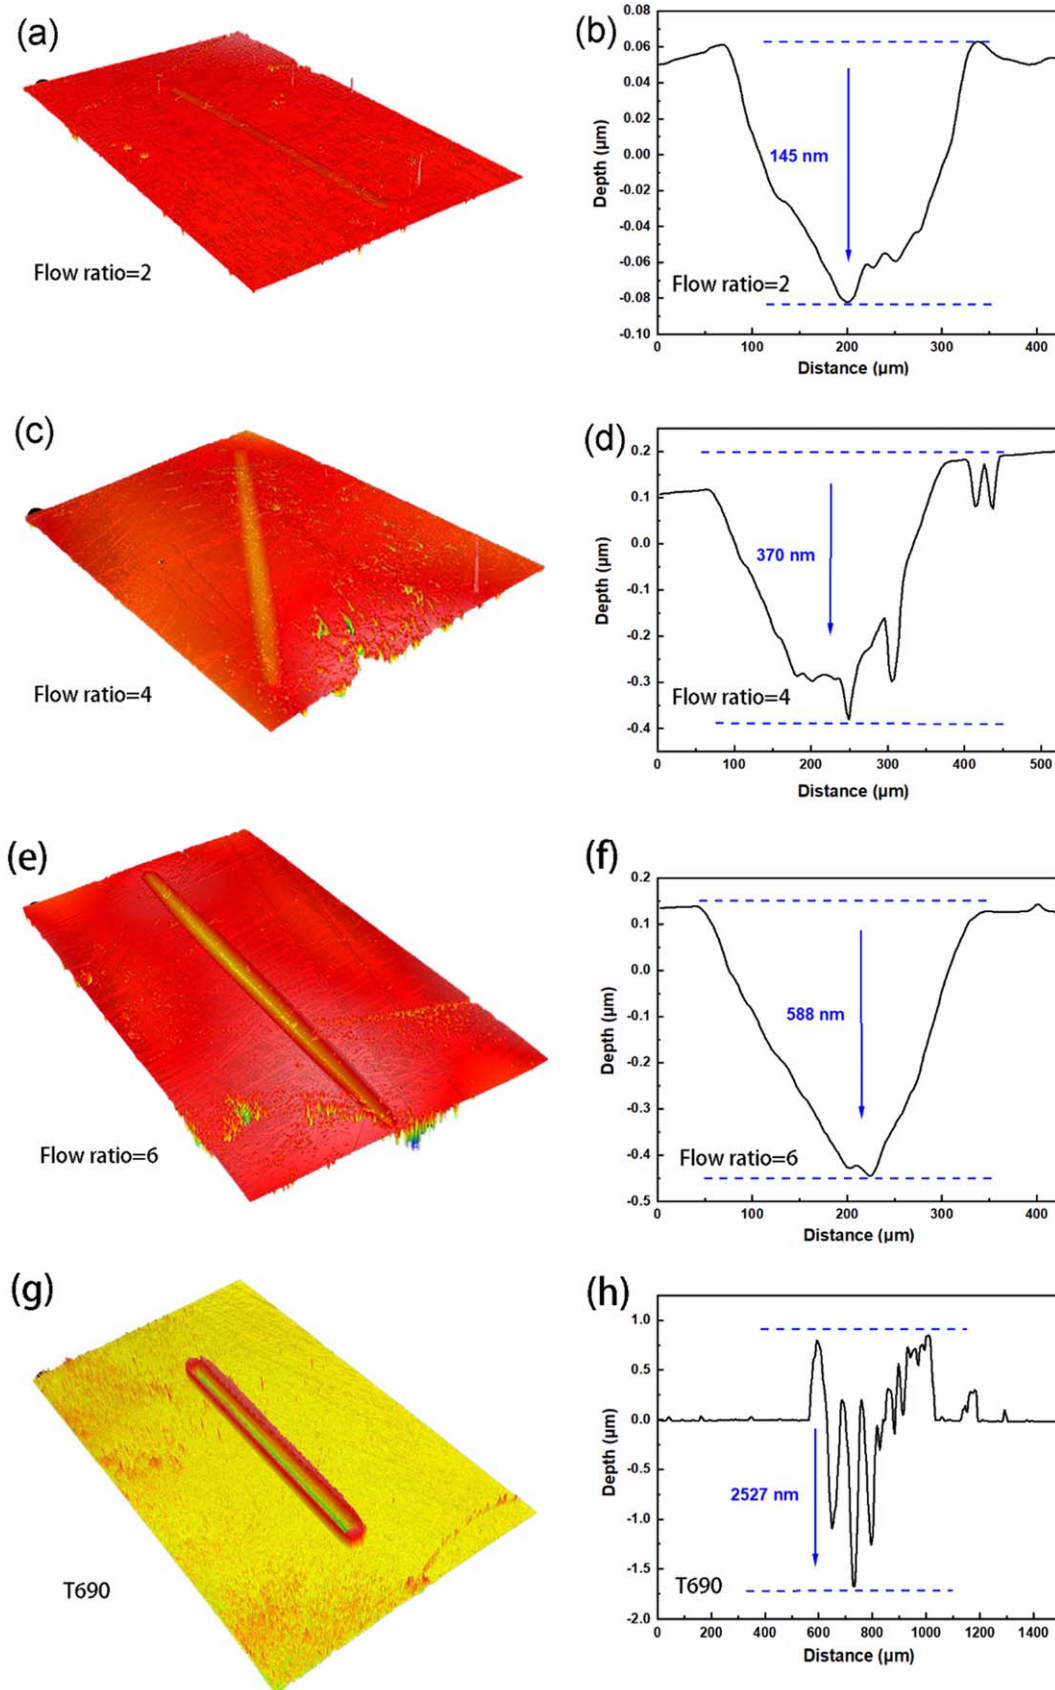 (a)
Flow ratio=2
(b)
0.06
0.04
0.02
0.00
-0.02
-0.04
-0.06
-0.08
-0.10
Depth (µm)
145 nm
Flow ratio=2
0
100
200
300
400
Distance (µm)
(c)
Flow ratio=4
(d)
0.2
0.1
0.0
-0.1
-0.2
-0.3
-0.4
Depth (µm)
370 nm
Flow ratio=4
0
100
200
300
400
500
Distance (µm)
(e)
Flow ratio=6
(f)
0.2
0.1
0.0
-0.1
-0.2
-0.3
-0.4
-0.5
Depth (µm)
588 nm
Flow ratio=6
0
100
200
300
400
Distance (µm)
(g)
T690
(h)
1.0
0.5
0.0
-0.5
-1.0
-1.5
-2.0
Depth (µm)
2527 nm
T690
0
200
400
600
800
1000
1200
1400
Distance (µm)